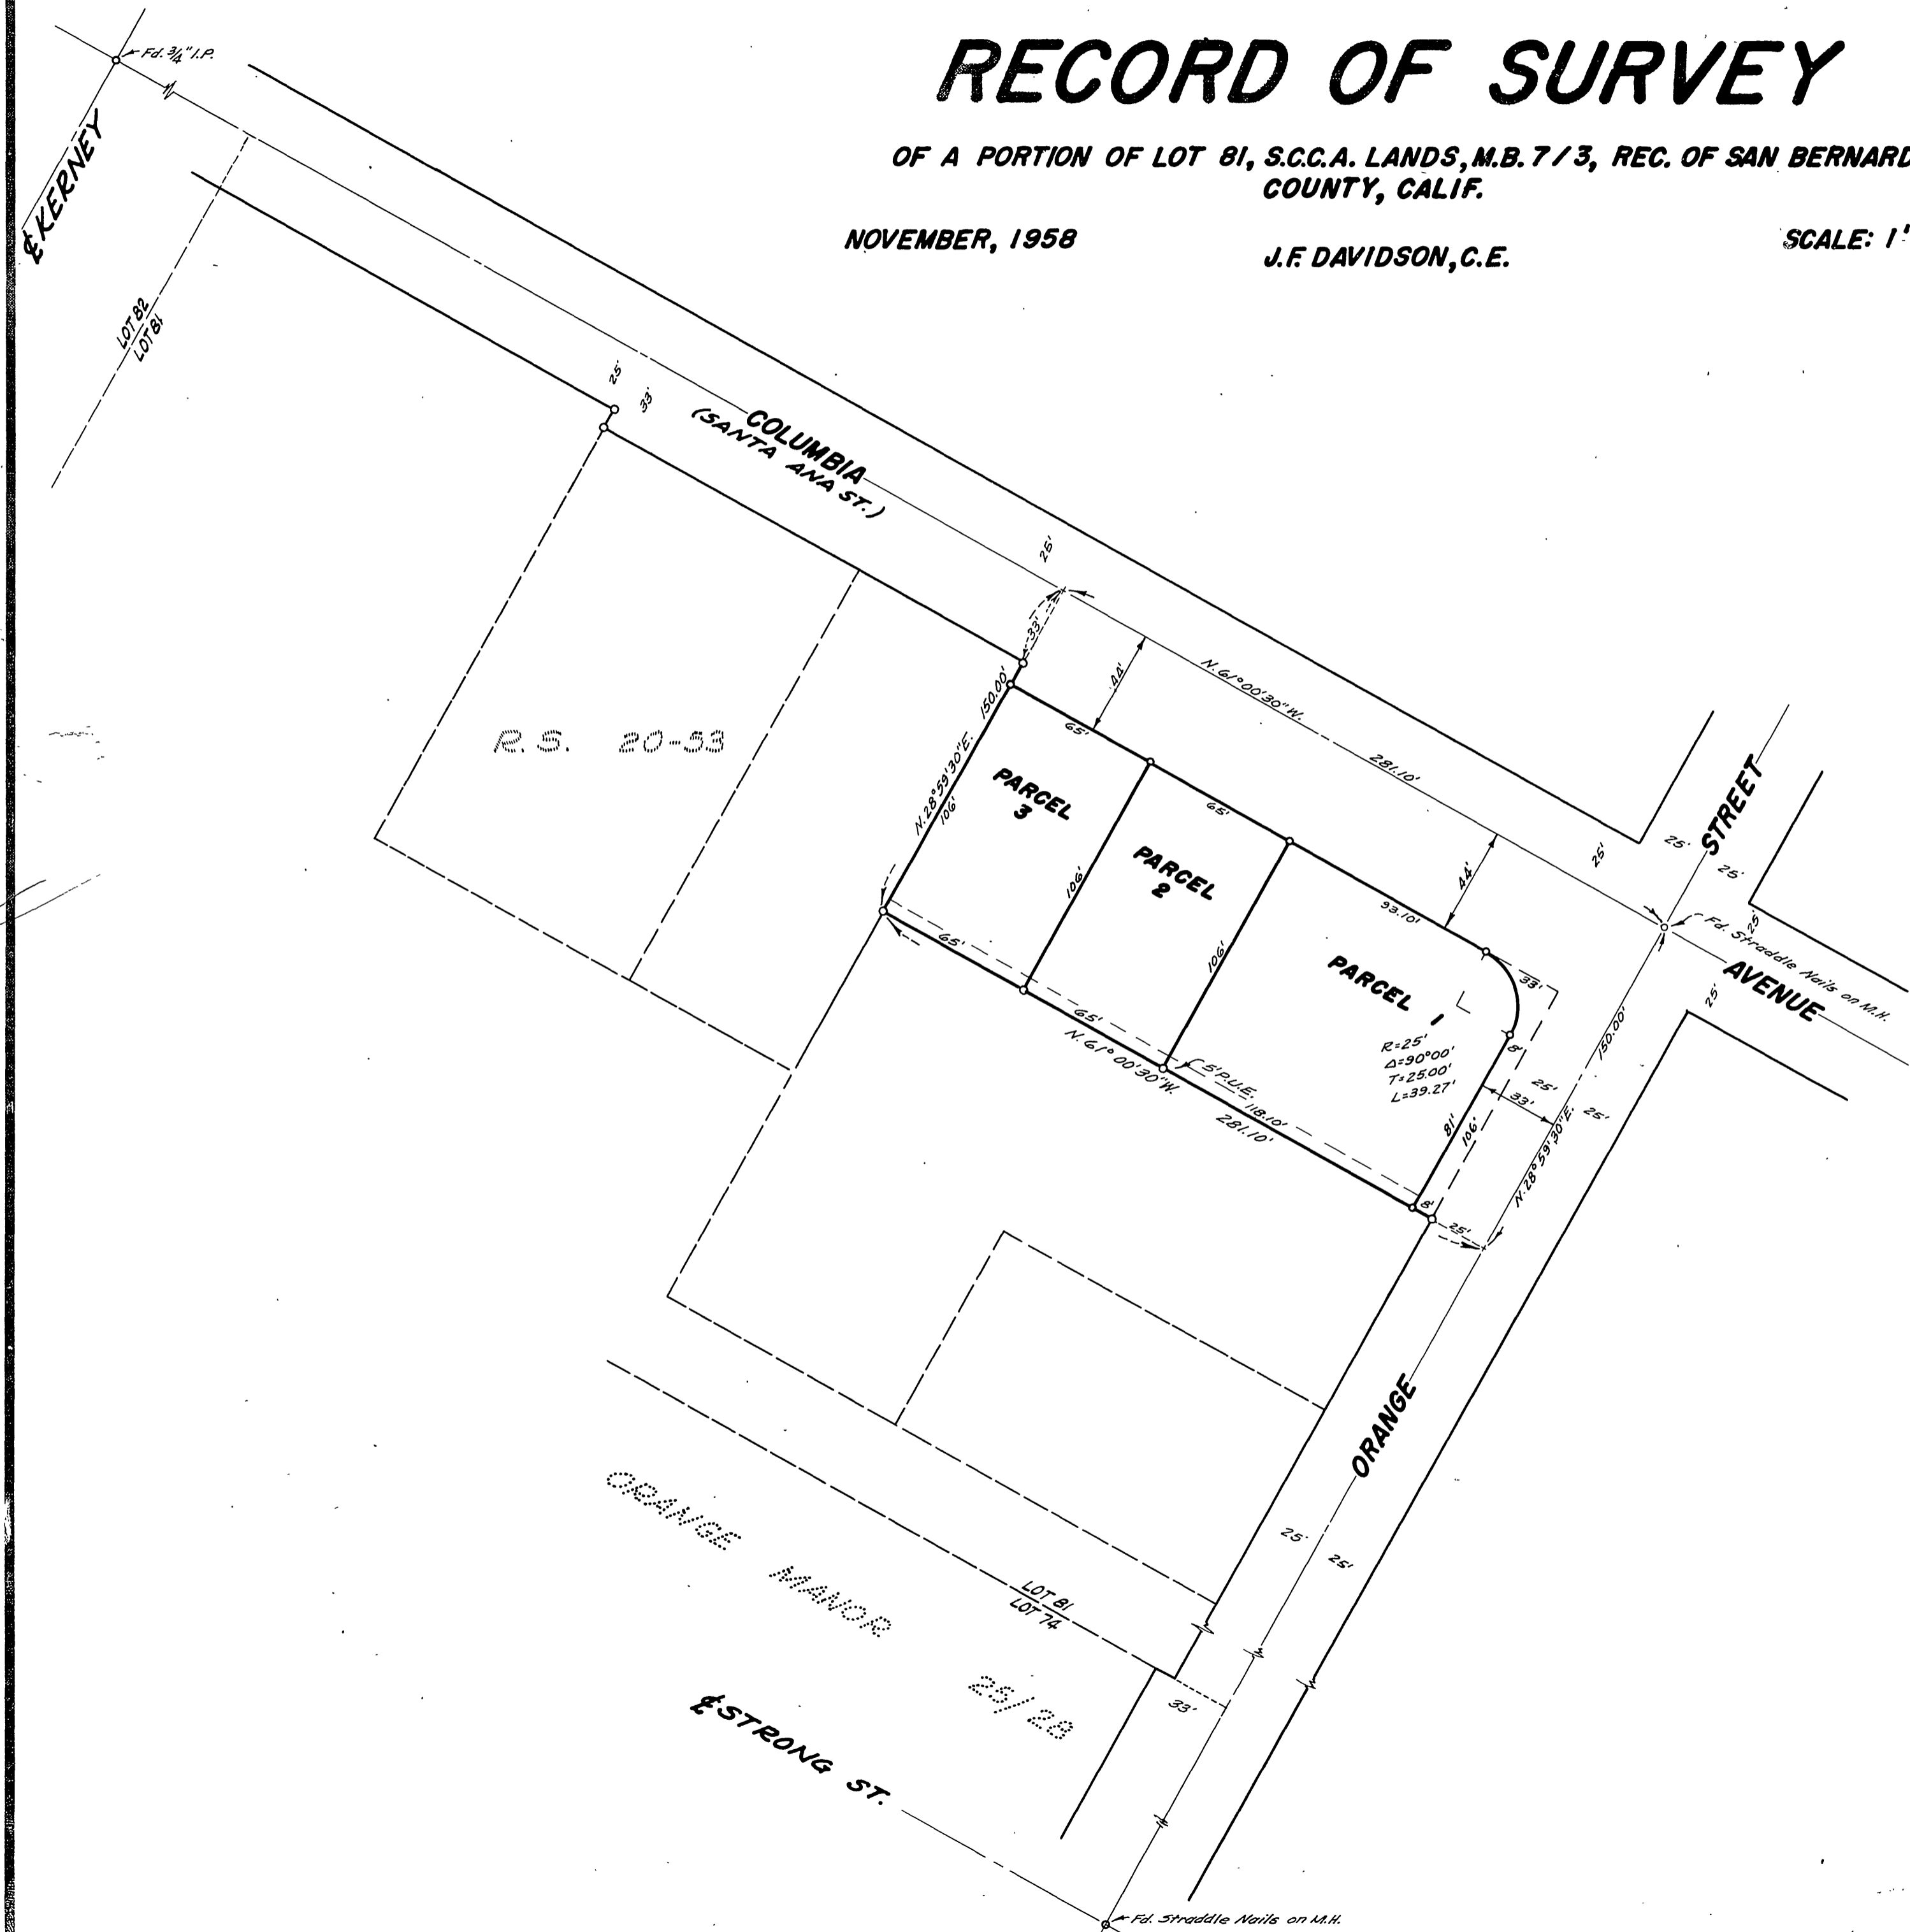 RECORD OF SURVEY
OF A PORTION OF LOT 81, S.C.C.A. LANDS, M.B. 7/3, REC. OF SAN BERNARD
COUNTY, CALIF.
NOVEMBER, 1958
J.F. DAVIDSON, C.E.
SCALE: 1"
Fd. 3/4" I.P.
℄ KERNEY
LOT 82
LOT 81
25'
33'
COLUMBIA
(SANTA ANA ST.)
25'
33'
44'
N. 61° 00' 30" W.
281.10'
150.00'
N. 28° 59' 30" E.
106'
R.S. 20-53
65'
PARCEL
3
106'
65'
PARCEL
2
106'
93.10'
44'
25'
STREET
25'
25'
25'
Fd. Straddle Nails on M.H.
AVENUE
25'
PARCEL 1
33'
R=25'
Δ=90°00'
T=25.00'
L=39.27'
8'
150.00'
25'
33'
25'
81'
106'
N. 28° 59' 30" E.
65'
65'
N. 61° 00' 30" W.
5' P.U.E.
118.10'
281.10'
8'
25'
ORANGE
25'
25'
ORANGE MANOR 25/28
LOT 81
LOT 74
33'
℄ STRONG ST.
Fd. Straddle Nails on M.H.